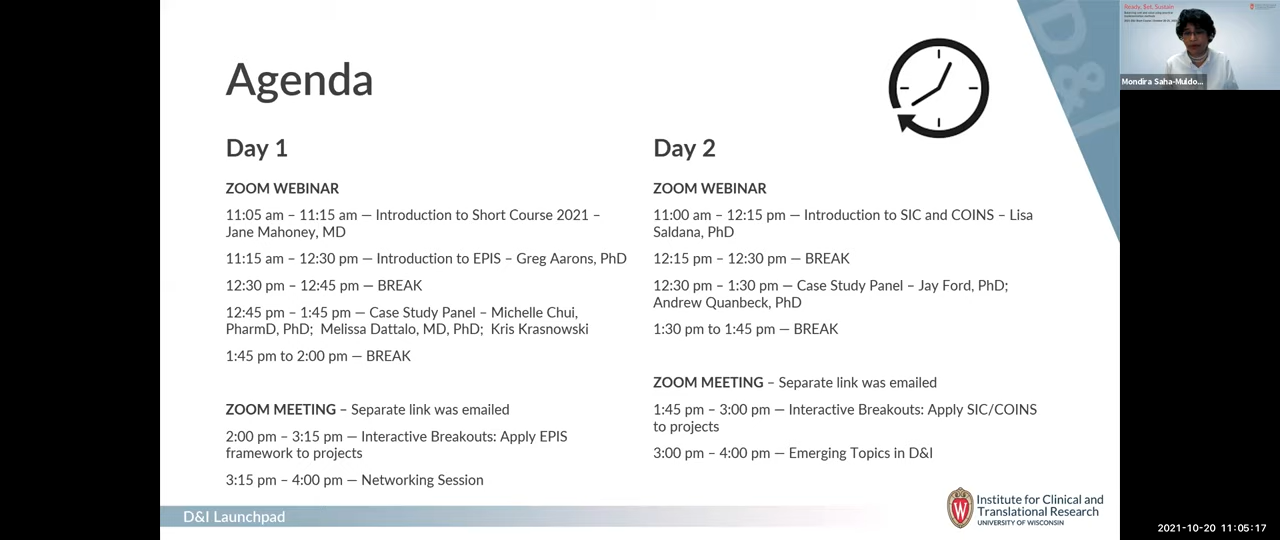 Agenda
Day 1
ZOOM WEBINAR
11:05 am – 11:15 am — Introduction to Short Course 2021 –
Jane Mahoney, MD
11:15 am – 12:30 pm — Introduction to EPIS – Greg Aarons, PhD
12:30 pm – 12:45 pm — BREAK
12:45 pm – 1:45 pm — Case Study Panel – Michelle Chui,
PharmD, PhD; Melissa Dattalo, MD, PhD; Kris Krasnowski
1:45 pm to 2:00 pm — BREAK
ZOOM MEETING – Separate link was emailed
2:00 pm – 3:15 pm — Interactive Breakouts: Apply EPIS
framework to projects
3:15 pm – 4:00 pm — Networking Session
Day 2
ZOOM WEBINAR
11:00 am – 12:15 pm — Introduction to SIC and COINS – Lisa
Saldana, PhD
12:15 pm – 12:30 pm — BREAK
12:30 pm – 1:30 pm — Case Study Panel – Jay Ford, PhD;
Andrew Quanbeck, PhD
1:30 pm to 1:45 pm — BREAK
ZOOM MEETING – Separate link was emailed
1:45 pm – 3:00 pm — Interactive Breakouts: Apply SIC/COINS
to projects
3:00 pm – 4:00 pm — Emerging Topics in D&I
D&I
D&I Launchpad
Institute for Clinical and
Translational Research
UNIVERSITY OF WISCONSIN
Ready, Set, Sustain
Mondira Saha-Muldo...
2021-10-20 11:05:17